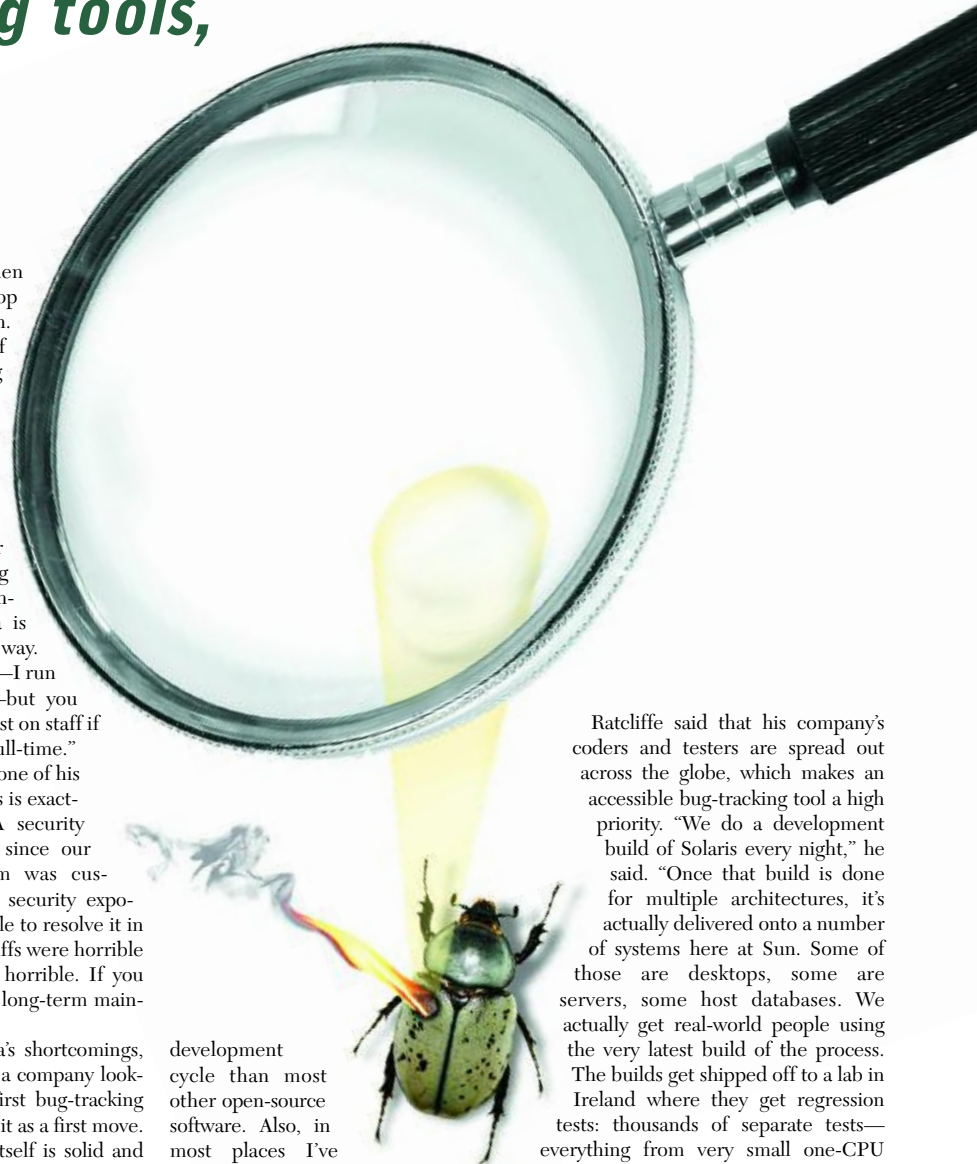 g tools,
en
op
n.
f
g
r
g
n-
is
way.
—I run
-but you
st on staff if
ull-time.”
one of his
s is exact-
security
since our
m was cus-
security expo-
le to resolve it in
ffs were horrible
horrible. If you
long-term main-
a’s shortcomings,
a company look-
irst bug-tracking
it as a first move.
tself is solid and
development
cycle than most
other open-source
software. Also, in
most places I’ve
Ratcliffe said that his company’s
coders and testers are spread out
across the globe, which makes an
accessible bug-tracking tool a high
priority. “We do a development
build of Solaris every night,” he
said. “Once that build is done
for multiple architectures, it’s
actually delivered onto a number
of systems here at Sun. Some of
those are desktops, some are
servers, some host databases. We
actually get real-world people using
the very latest build of the process.
The builds get shipped off to a lab in
Ireland where they get regression
tests: thousands of separate tests—
everything from very small one-CPU